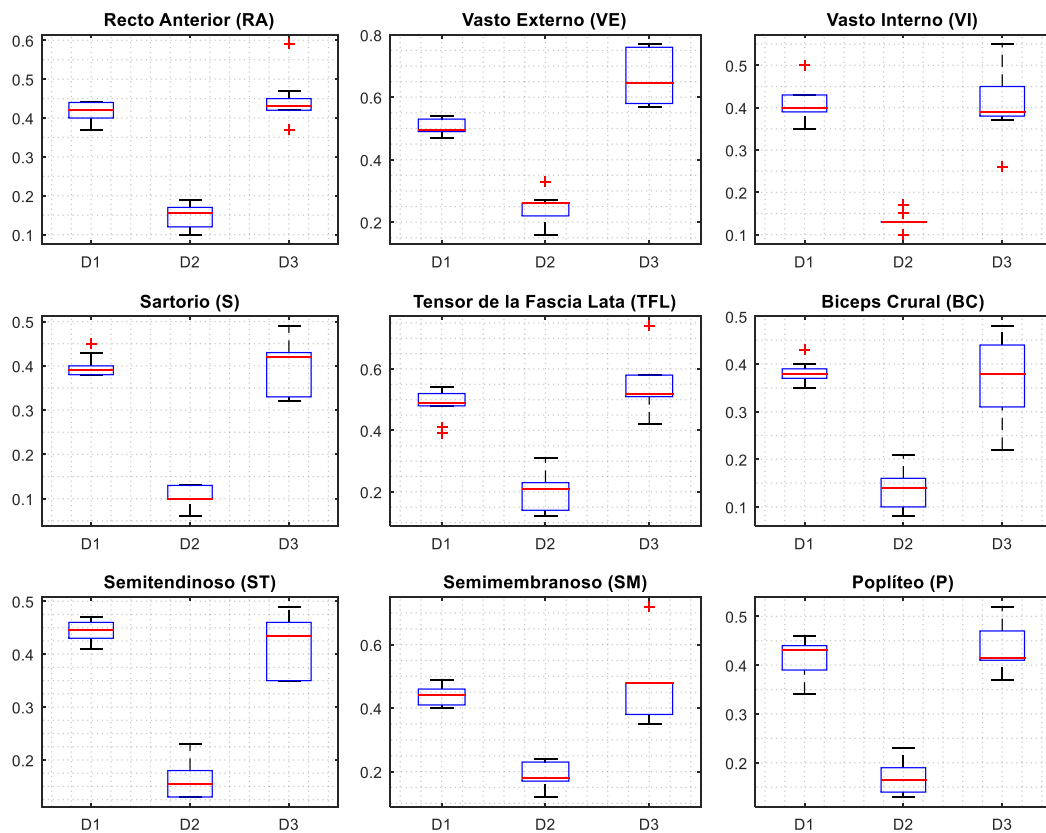 Recto Anterior (RA)
0.6
0.5
0.4
0.3
0.2
0.1
D1 D2 D3
Vasto Externo (VE)
0.8
0.6
0.4
0.2
D1 D2 D3
Vasto Interno (VI)
0.5
0.4
0.3
0.2
0.1
D1 D2 D3
Sartorio (S)
0.5
0.4
0.3
0.2
0.1
D1 D2 D3
Tensor de la Fascia Lata (TFL)
0.6
0.4
0.2
D1 D2 D3
Biceps Crural (BC)
0.5
0.4
0.3
0.2
0.1
D1 D2 D3
Semitendinoso (ST)
0.5
0.4
0.3
0.2
D1 D2 D3
Semimembranoso (SM)
0.6
0.4
0.2
D1 D2 D3
Poplíteo (P)
0.5
0.4
0.3
0.2
D1 D2 D3